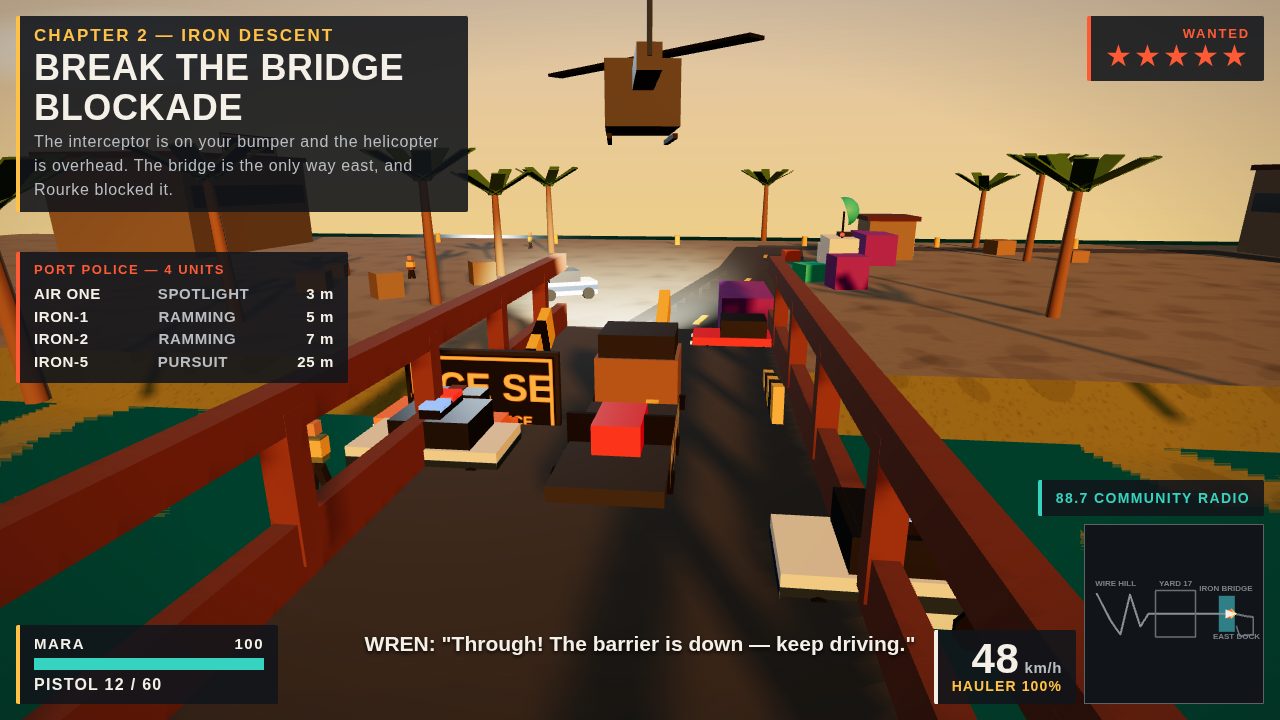 CHAPTER 2 — IRON DESCENT
BREAK THE BRIDGE
BLOCKADE
The interceptor is on your bumper and the helicopter
is overhead. The bridge is the only way east, and
Rourke blocked it.
WANTED
★★★★★
PORT POLICE — 4 UNITS
AIR ONE SPOTLIGHT 3 m
IRON-1 RAMMING 5 m
IRON-2 RAMMING 7 m
IRON-5 PURSUIT 25 m
CE SE
CE
88.7 COMMUNITY RADIO
WIRE HILL YARD 17 IRON BRIDGE
EAST DOCK
MARA 100
PISTOL 12 / 60
WREN: "Through! The barrier is down — keep driving."
48 km/h
HAULER 100%